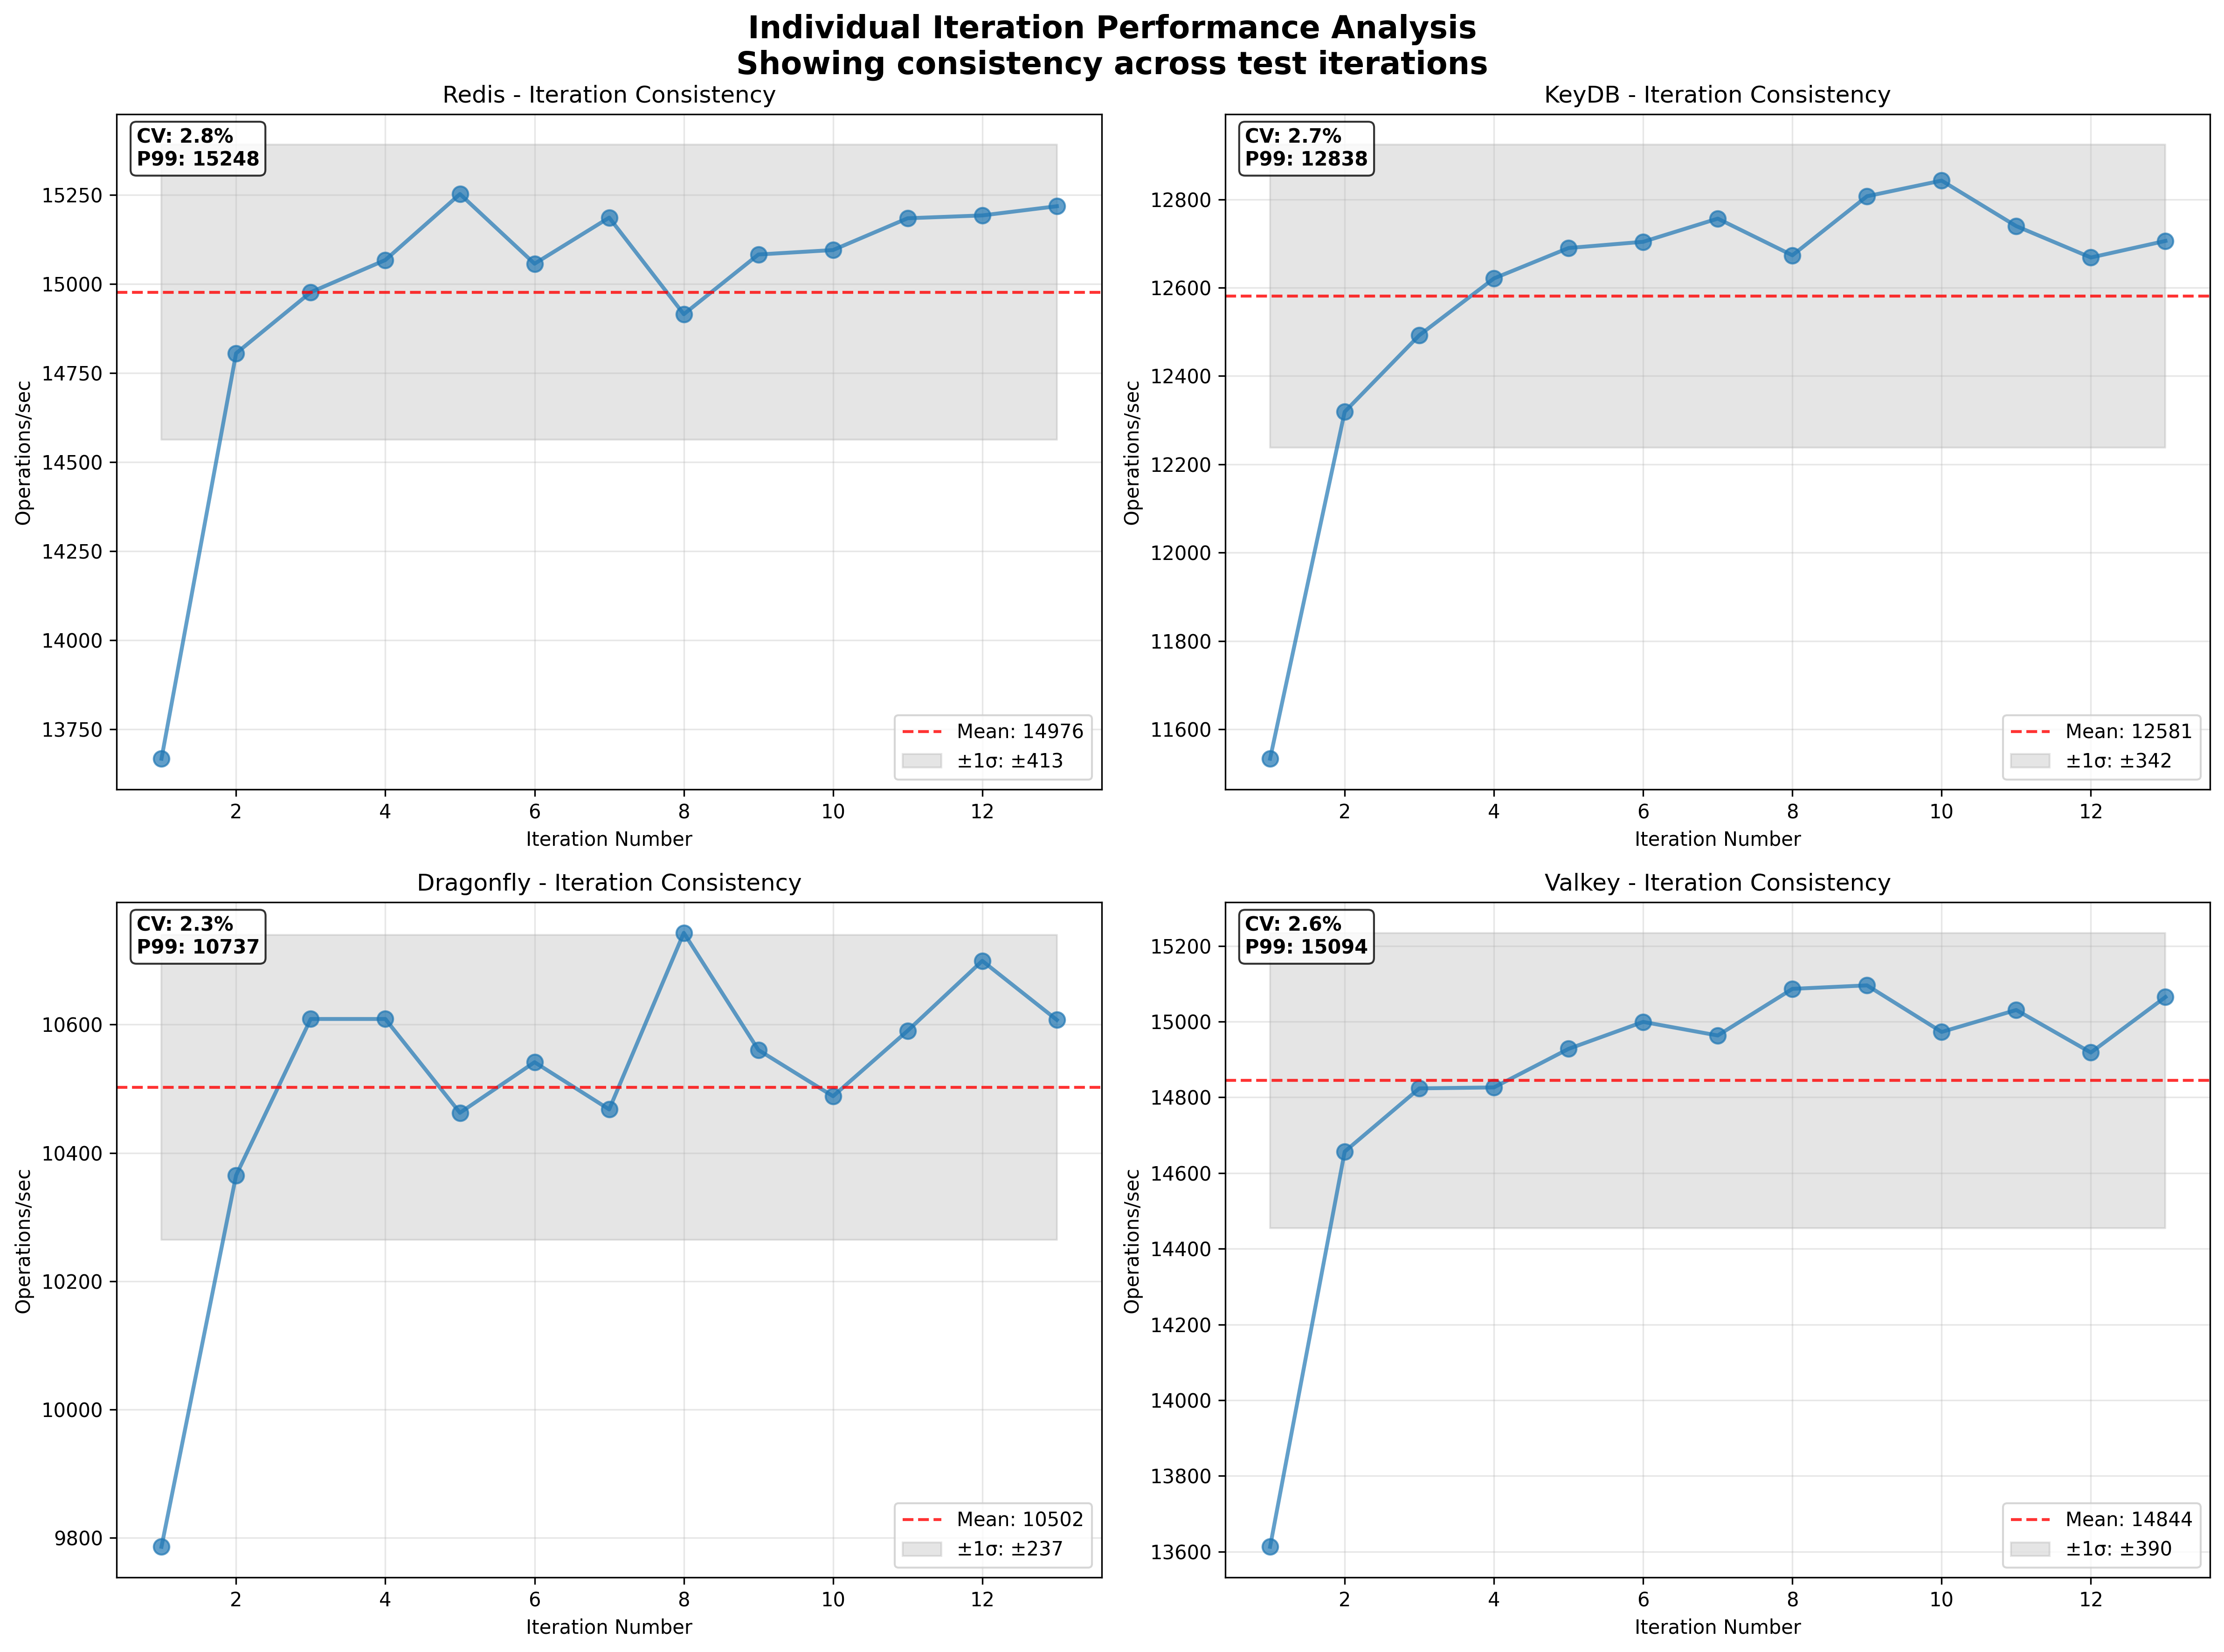 Individual Iteration Performance Analysis
Showing consistency across test iterations
Redis - Iteration Consistency
CV: 2.8%
P99: 15248
15250
15000
14750
14500
14250
14000
13750
Operations/sec
Mean: 14976
±1σ: ±413
2 4 6 8 10 12
Iteration Number
KeyDB - Iteration Consistency
CV: 2.7%
P99: 12838
12800
12600
12400
12200
12000
11800
11600
Operations/sec
Mean: 12581
±1σ: ±342
2 4 6 8 10 12
Iteration Number
Dragonfly - Iteration Consistency
CV: 2.3%
P99: 10737
10600
10400
10200
10000
9800
Operations/sec
Mean: 10502
±1σ: ±237
2 4 6 8 10 12
Iteration Number
Valkey - Iteration Consistency
CV: 2.6%
P99: 15094
15200
15000
14800
14600
14400
14200
14000
13800
13600
Operations/sec
Mean: 14844
±1σ: ±390
2 4 6 8 10 12
Iteration Number